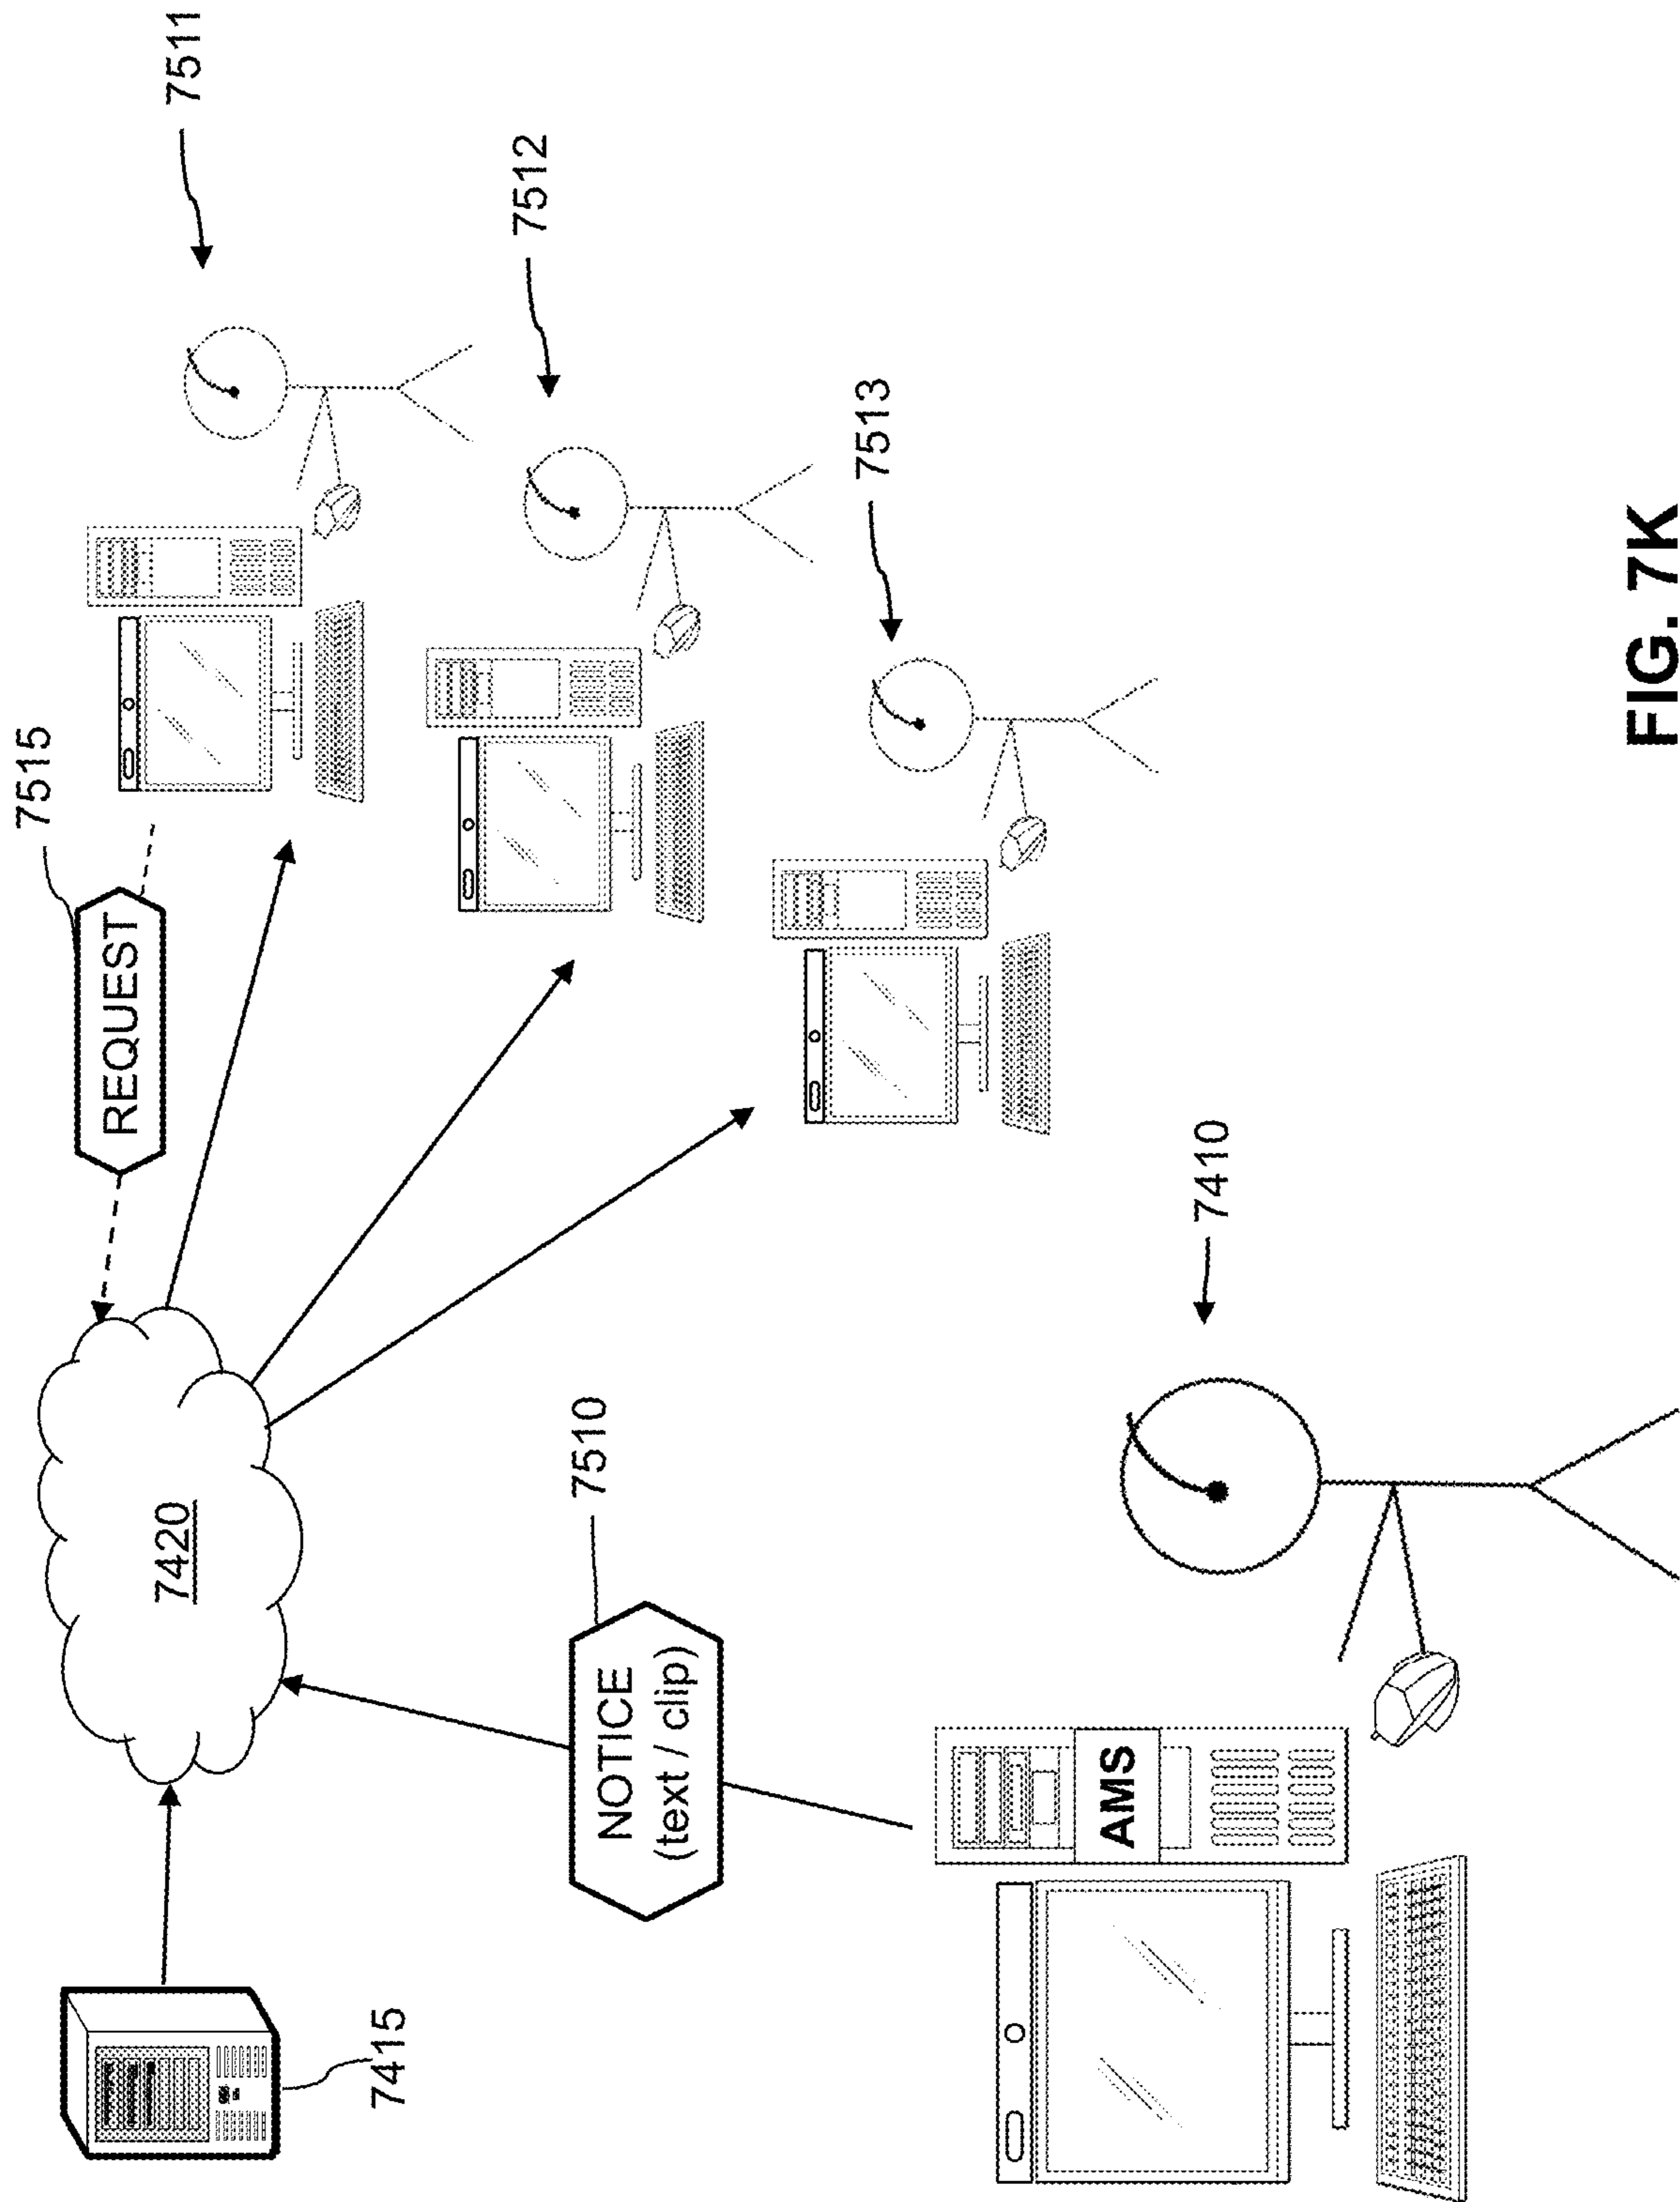 7415
7420
7515
REQUEST
7511
7512
7513
7510
NOTICE
(text / clip)
7410
AMS
FIG. 7K